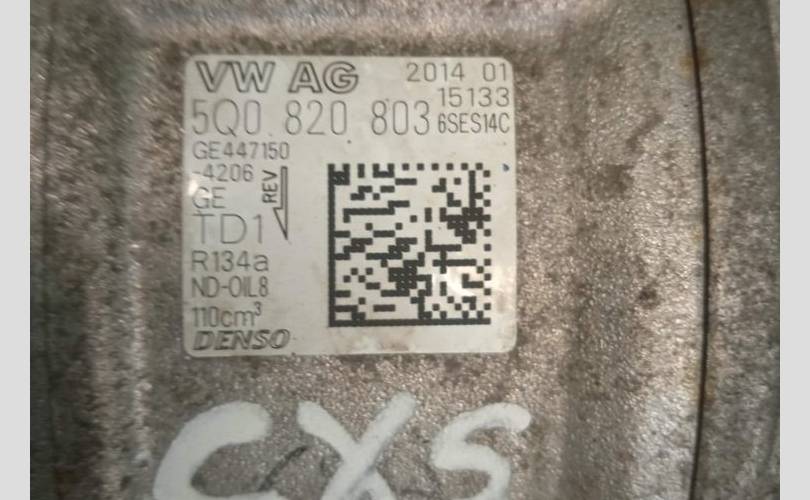 VW AG 2014 01
15133
5Q0 820 803 6SES14C
GE447150
-4206
GE
REV
TD1
R134a
ND-OIL8
110cm³
DENSO
CXS